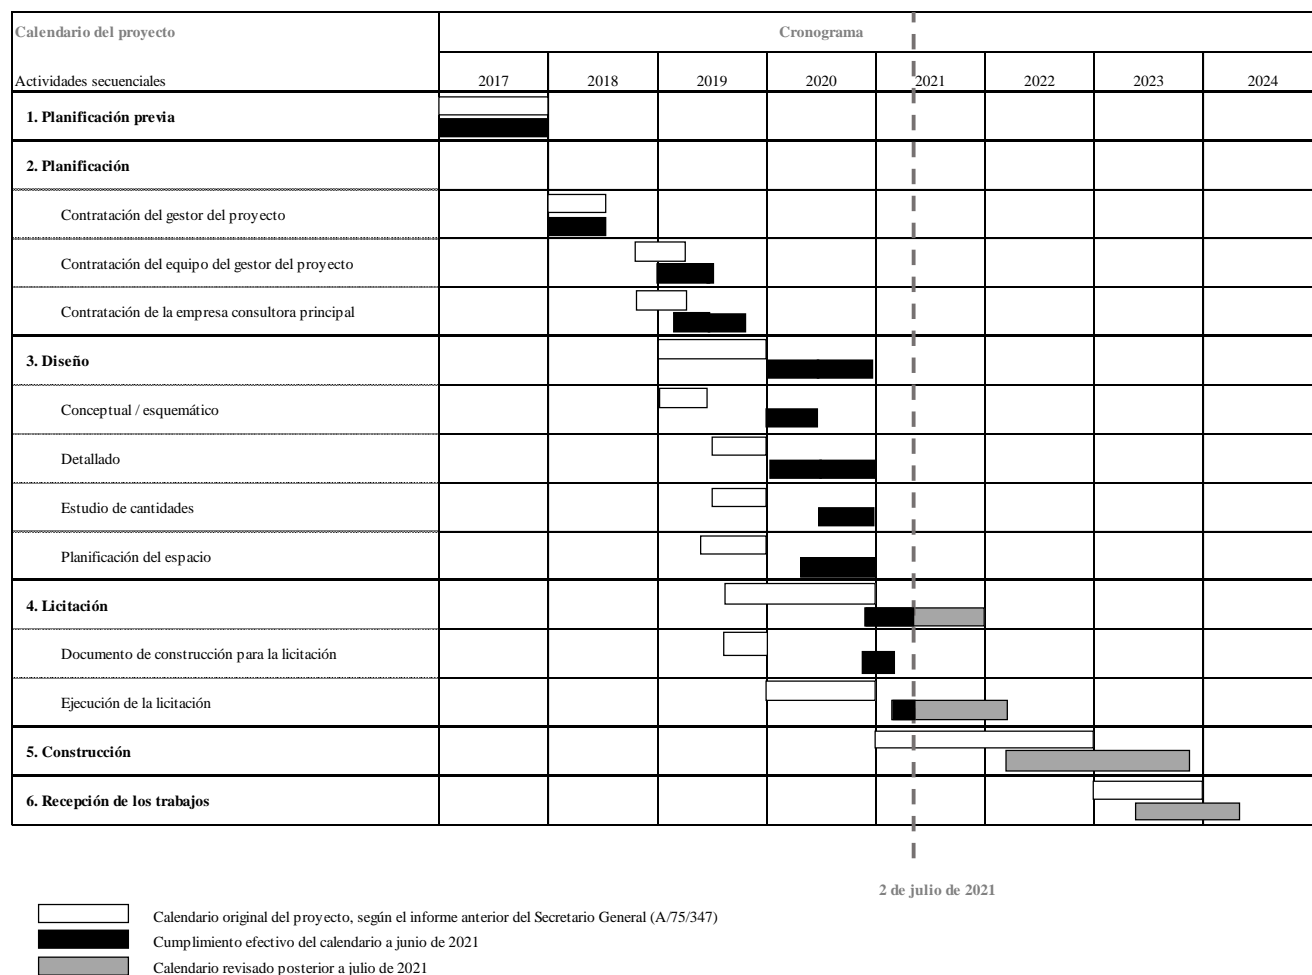 Calendario del proyecto
Cronograma
Actividades secuenciales
2017 2018 2019 2020 2021 2022 2023 2024
1. Planificación previa
2. Planificación
Contratación del gestor del proyecto
Contratación del equipo del gestor del proyecto
Contratación de la empresa consultora principal
3. Diseño
Conceptual / esquemático
Detallado
Estudio de cantidades
Planificación del espacio
4. Licitación
Documento de construcción para la licitación
Ejecución de la licitación
5. Construcción
6. Recepción de los trabajos
2 de julio de 2021
Calendario original del proyecto, según el informe anterior del Secretario General (A/75/347)
Cumplimiento efectivo del calendario a junio de 2021
Calendario revisado posterior a julio de 2021